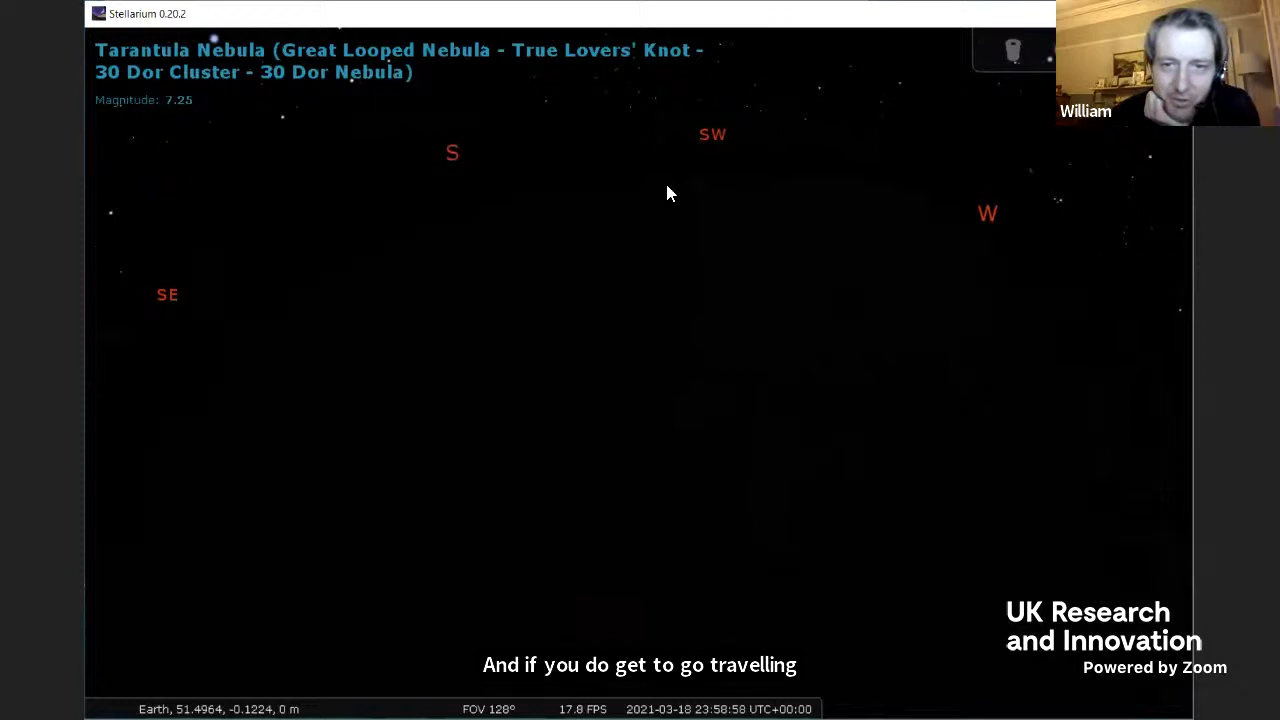 Stellarium 0.20.2
Tarantula Nebula (Great Looped Nebula - True Lovers' Knot -
30 Dor Cluster - 30 Dor Nebula)
Magnitude: 7.25
William
S
SW
W
SE
UK Research
and Innovation
Powered by Zoom
And if you do get to go travelling
Earth, 51.4964, -0.1224, 0 m
FOV 128°
17.8 FPS
2021-03-18 23:58:58 UTC+00:00